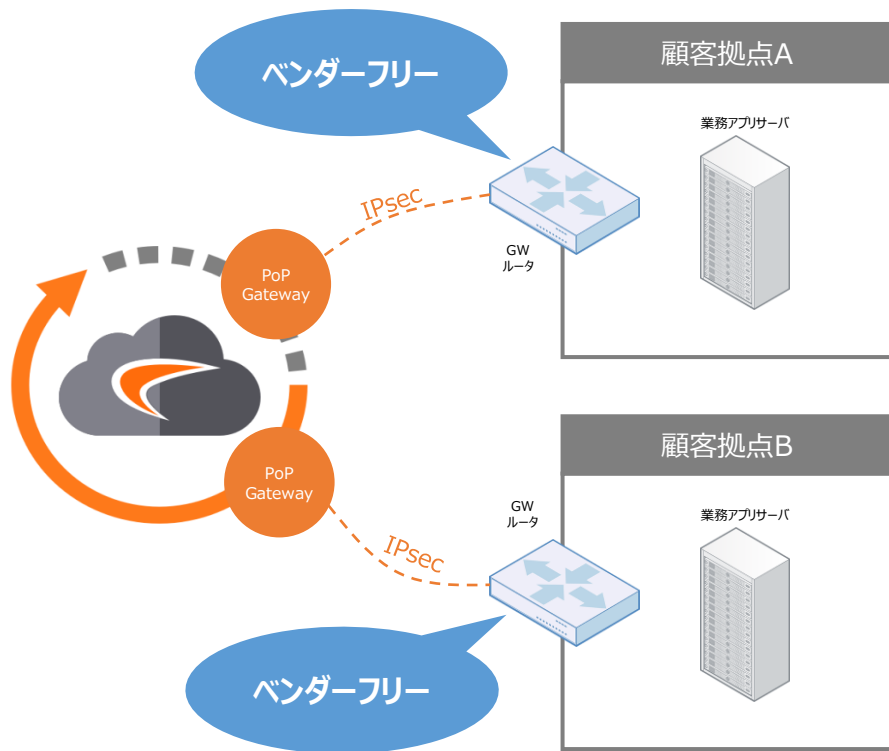 ベンダーフリー
顧客拠点A
業務アプリサーバ
IPsec
GW
ルータ
PoP
Gateway
顧客拠点B
PoP
Gateway
GW
ルータ
業務アプリサーバ
IPsec
ベンダーフリー